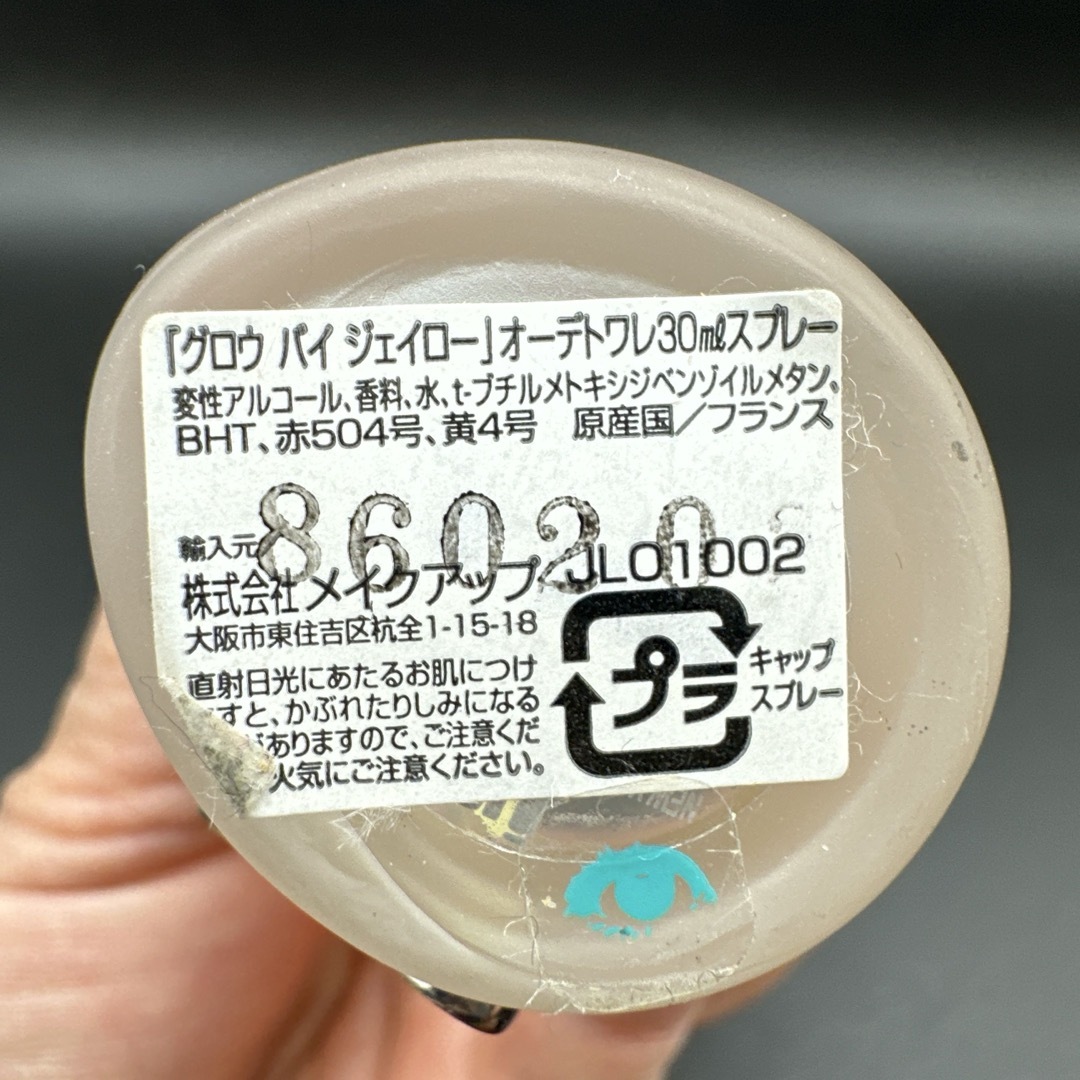 「グロウ バイ ジェイロー」オーデトワレ30mlスプレー
変性アルコール、香料、水、t-ブチルメトキシジベンゾイルメタン、
BHT、赤504号、黄4号　原産国／フランス
86020
輸入元
株式会社 メイクアップ JLO1002
大阪市東住吉区杭全1-15-18
直射日光にあたるお肌につけ
すと、かぶれたりしみになる
がありますので、ご注意くだ
火気にご注意ください。
プラ
キャップ
スプレー